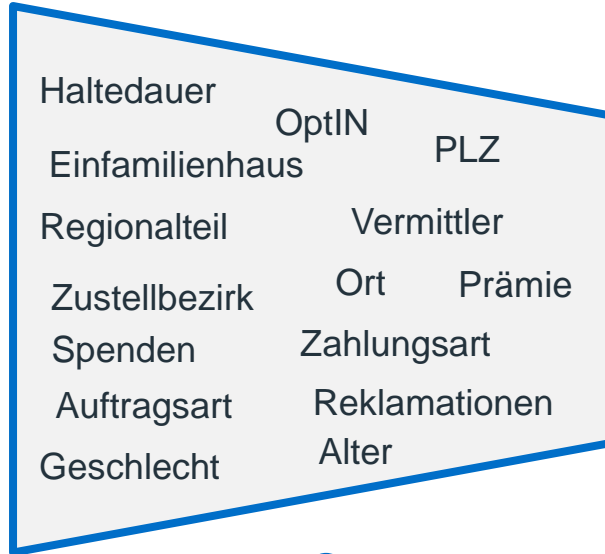 Haltedauer
OptIN
PLZ
Einfamilienhaus
Regionalteil
Vermittler
Ort
Prämie
Zustellbezirk
Spenden
Zahlungsart
Auftragsart
Reklamationen
Geschlecht
Alter